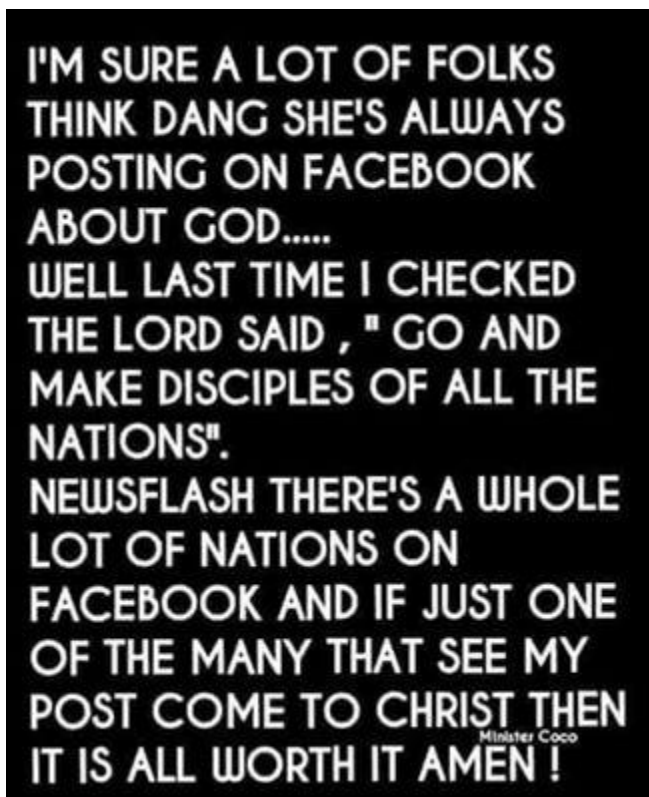 I'M SURE A LOT OF FOLKS
THINK DANG SHE'S ALWAYS
POSTING ON FACEBOOK
ABOUT GOD.....
WELL LAST TIME I CHECKED
THE LORD SAID , " GO AND
MAKE DISCIPLES OF ALL THE
NATIONS".
NEWSFLASH THERE'S A WHOLE
LOT OF NATIONS ON
FACEBOOK AND IF JUST ONE
OF THE MANY THAT SEE MY
POST COME TO CHRIST THEN
Minister Coco
IT IS ALL WORTH IT AMEN !